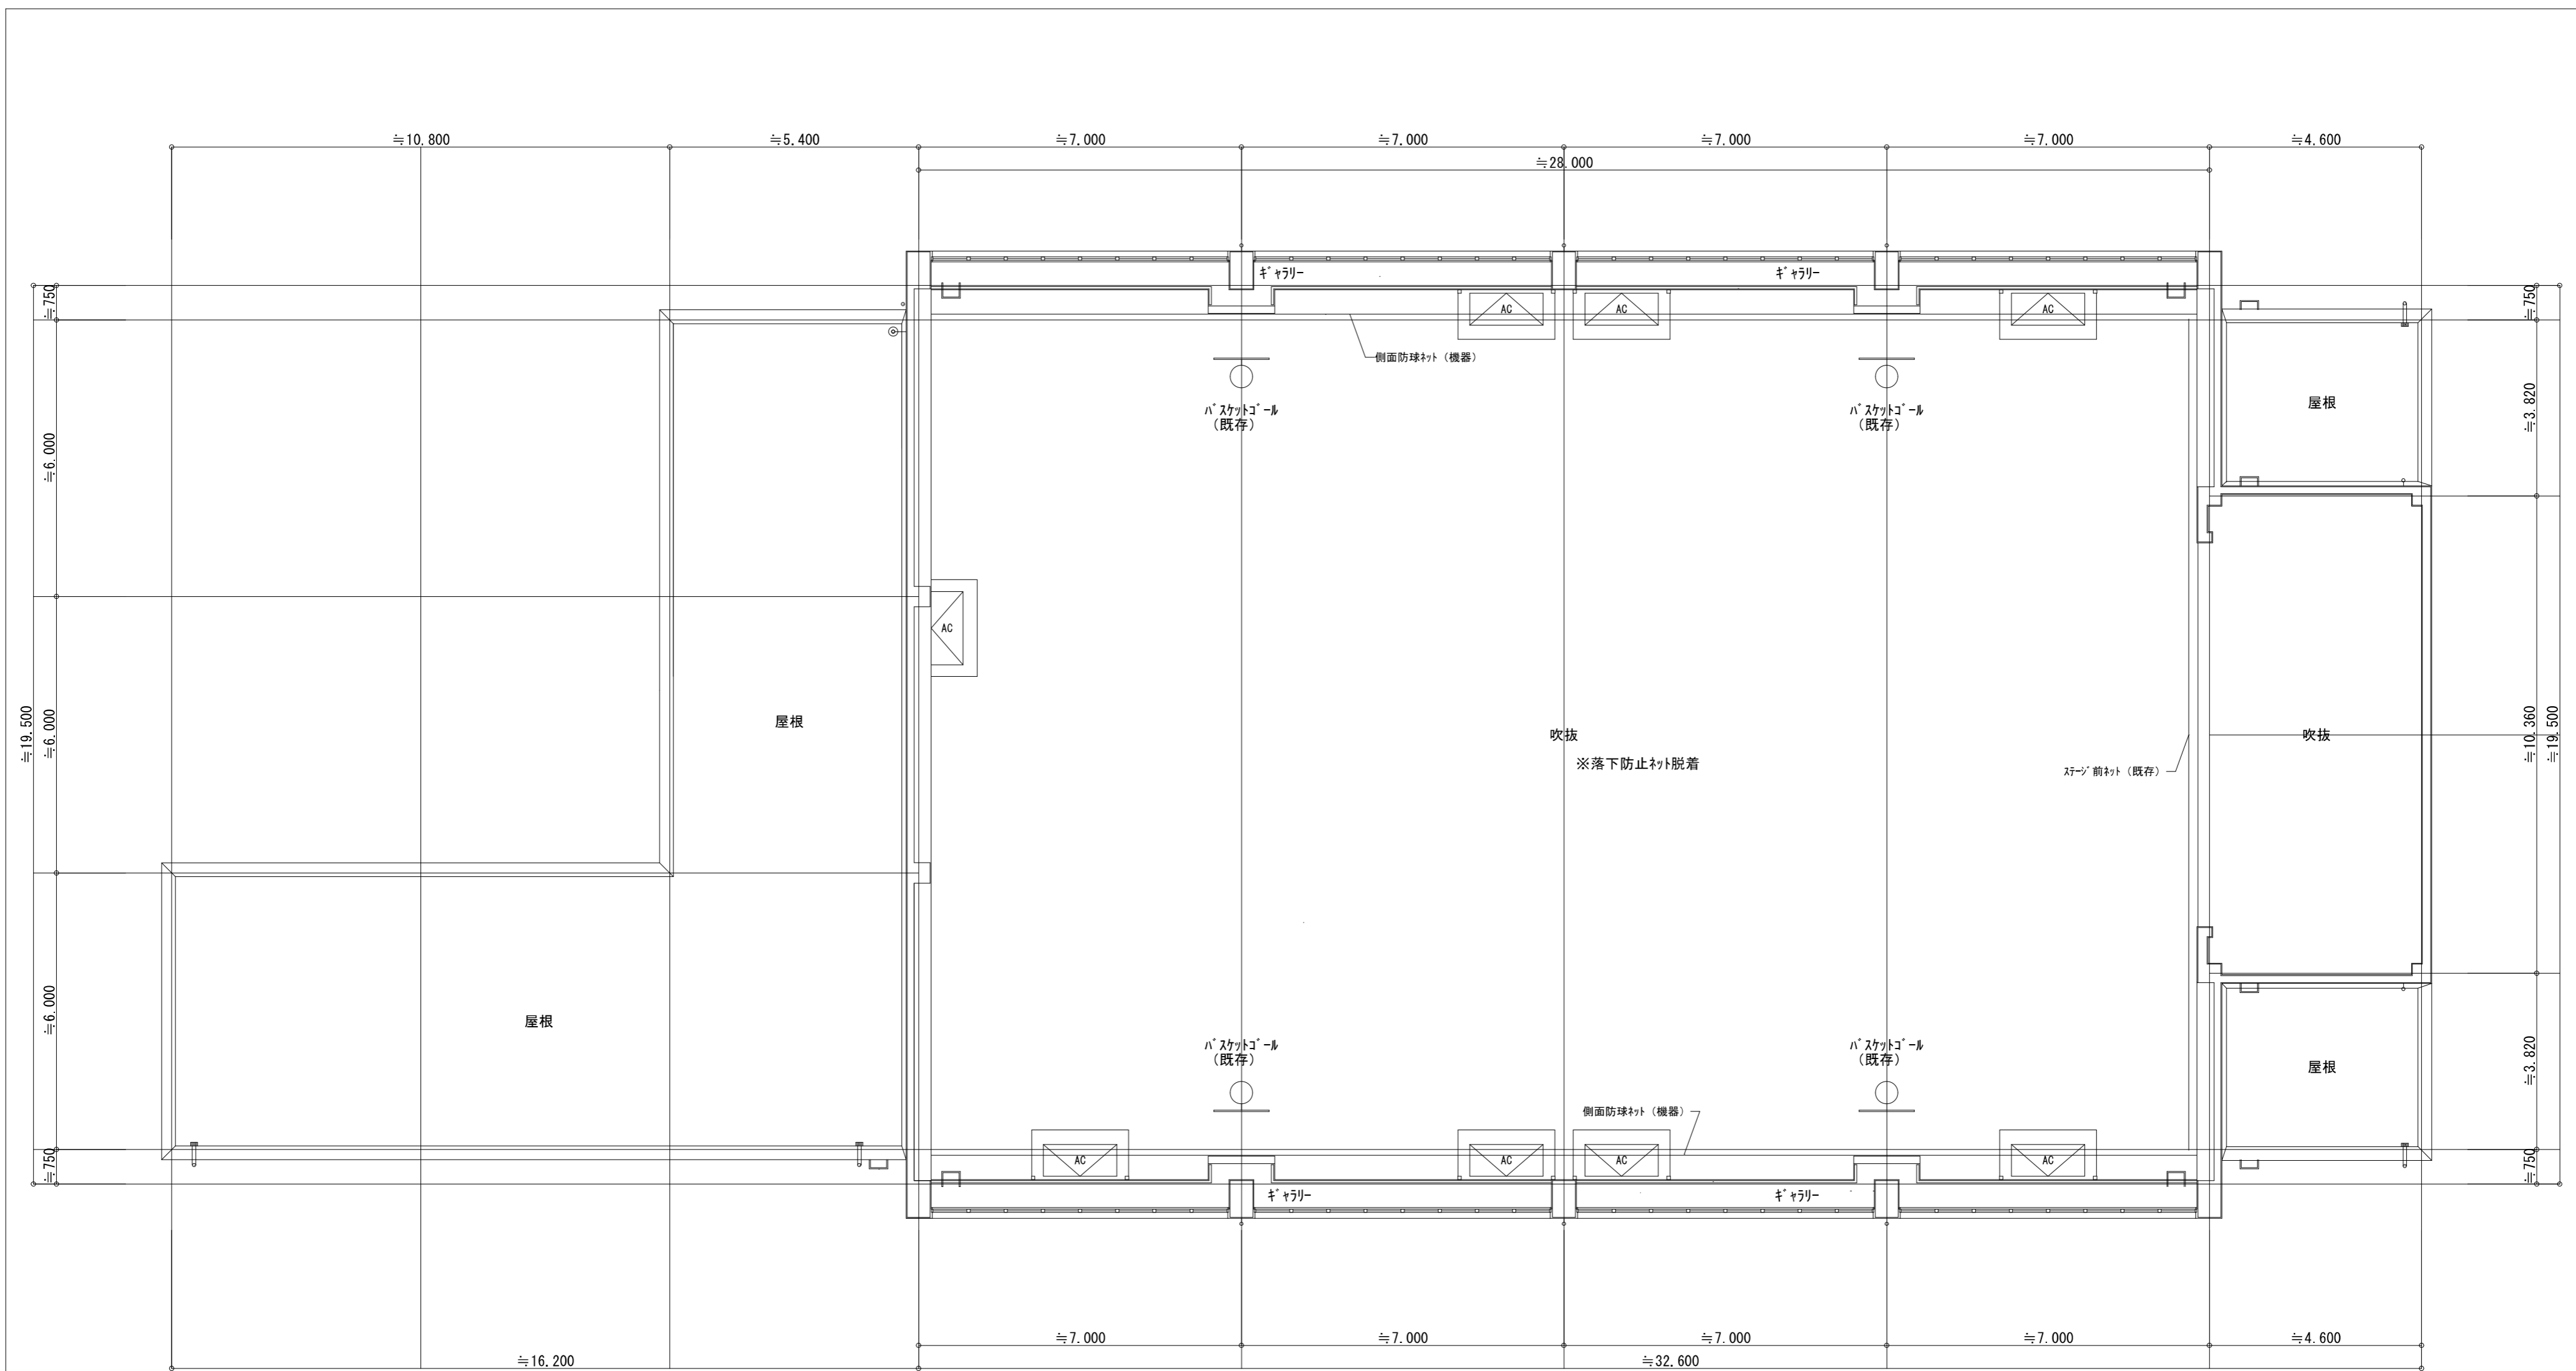 ≒10.800
≒5.400
≒7.000
≒7.000
≒7.000
≒7.000
≒4.600
≒28.000
ｷﾞｬﾗﾘｰ
ｷﾞｬﾗﾘｰ
≒750
≒750
AC
AC
AC
側面防球ﾈｯﾄ（機器）
ﾊﾞｽｹｯﾄｺﾞｰﾙ
（既存）
ﾊﾞｽｹｯﾄｺﾞｰﾙ
（既存）
屋根
≒3.820
≒6.000
AC
屋根
吹抜
※落下防止ﾈｯﾄ脱着
ｽﾃｰｼﾞ前ﾈｯﾄ（既存）
吹抜
≒19.500
≒6.000
≒10.360
≒19.500
屋根
≒6.000
ﾊﾞｽｹｯﾄｺﾞｰﾙ
（既存）
ﾊﾞｽｹｯﾄｺﾞｰﾙ
（既存）
屋根
≒3.820
側面防球ﾈｯﾄ（機器）
AC
AC
AC
AC
≒750
≒750
ｷﾞｬﾗﾘｰ
ｷﾞｬﾗﾘｰ
≒7.000
≒7.000
≒7.000
≒7.000
≒4.600
≒16.200
≒32.600